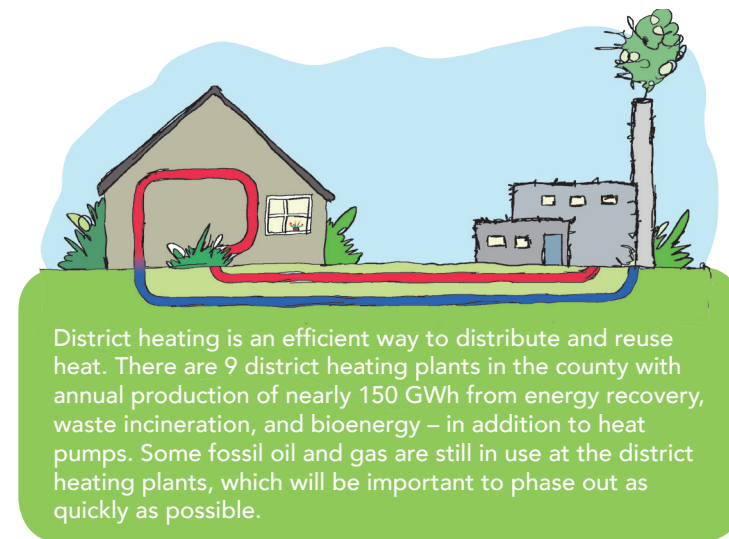 District heating is an efficient way to distribute and reuse
heat. There are 9 district heating plants in the county with
annual production of nearly 150 GWh from energy recovery,
waste incineration, and bioenergy – in addition to heat
pumps. Some fossil oil and gas are still in use at the district
heating plants, which will be important to phase out as
quickly as possible.